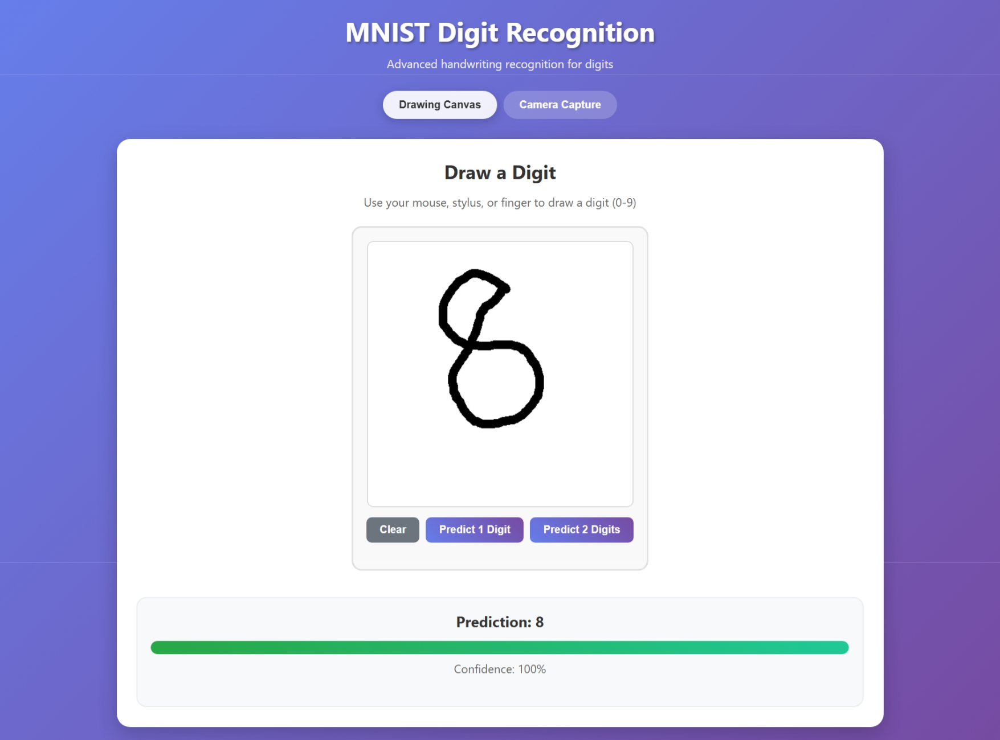 MNIST Digit Recognition
Advanced handwriting recognition for digits
Drawing Canvas Camera Capture
Draw a Digit
Use your mouse, stylus, or finger to draw a digit (0-9)
8
Clear Predict 1 Digit Predict 2 Digits
Prediction: 8
Confidence: 100%